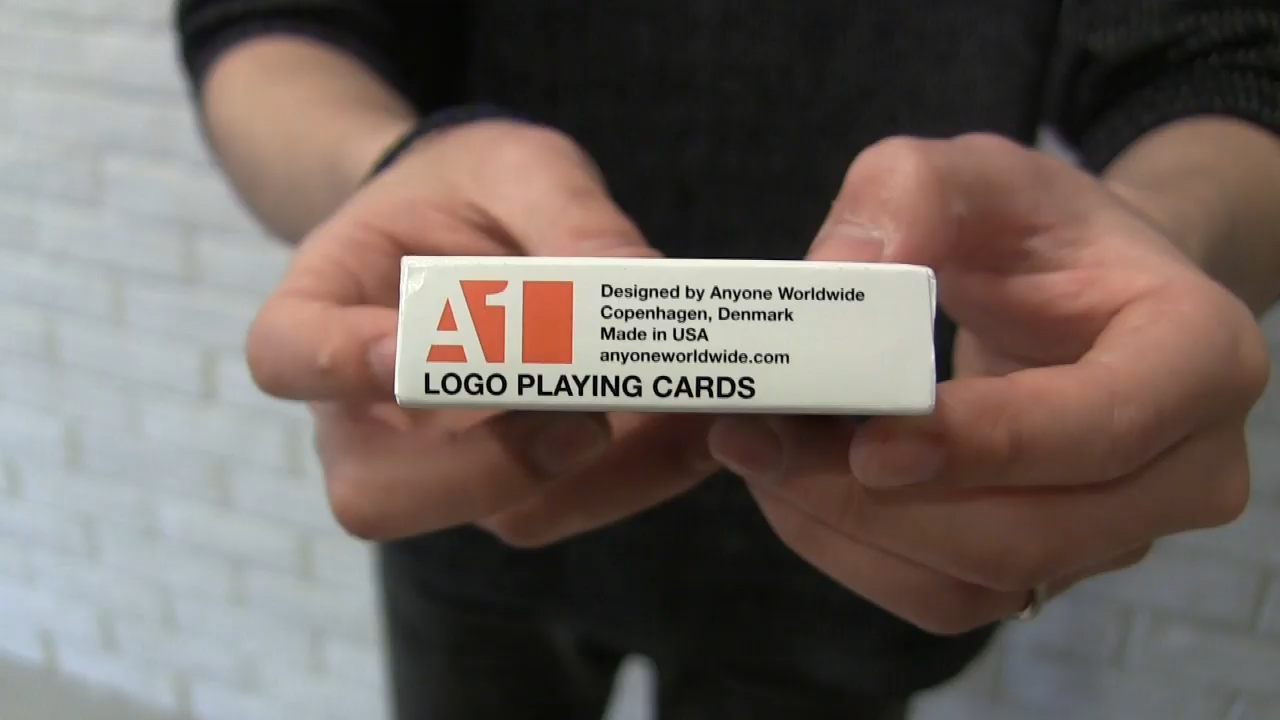 A1
Designed by Anyone Worldwide
Copenhagen, Denmark
Made in USA
anyoneworldwide.com
LOGO PLAYING CARDS